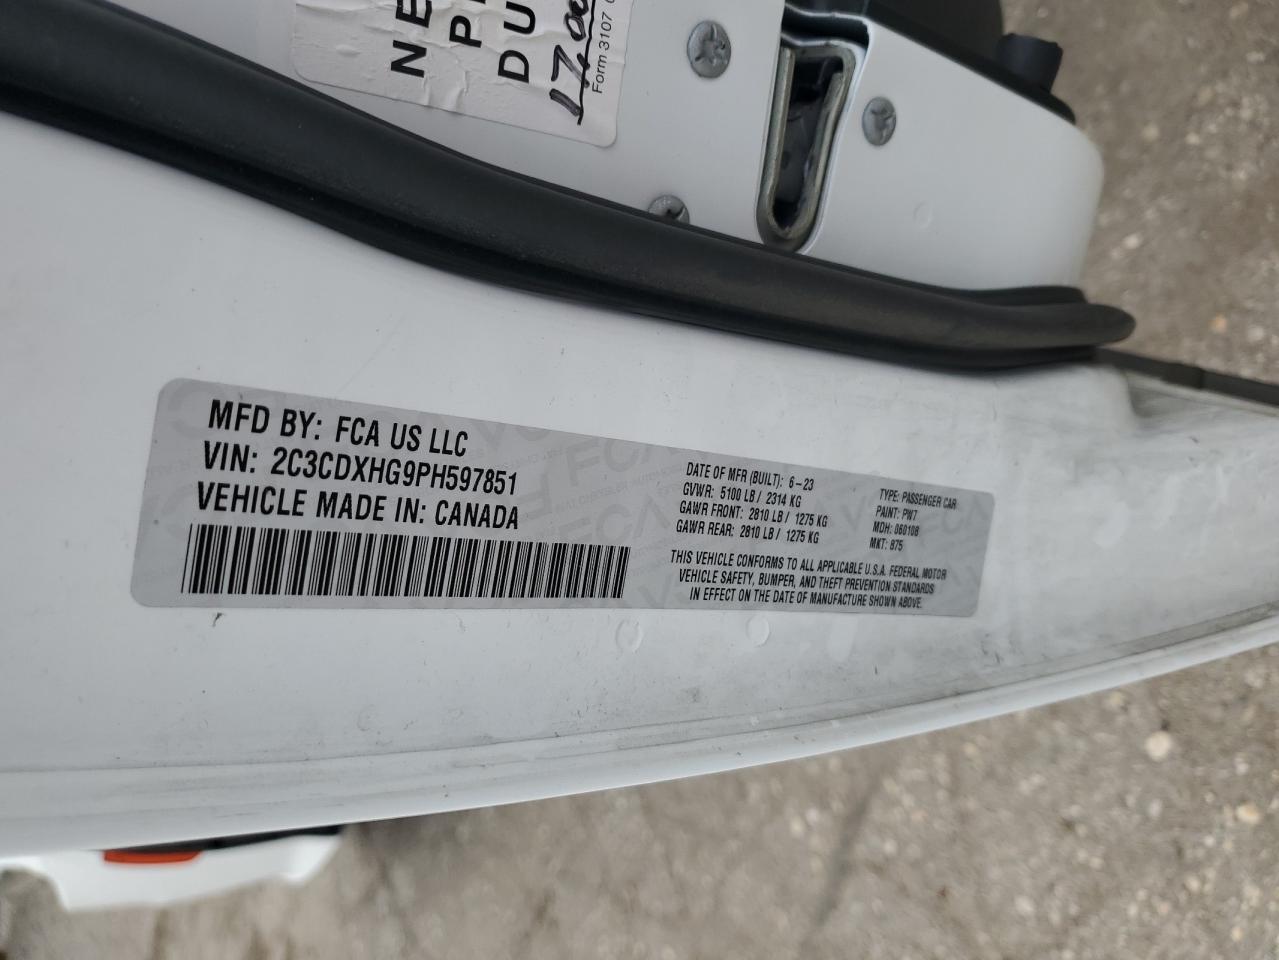 NE
P
DU
Form 3107
MFD BY: FCA US LLC
VIN: 2C3CDXHG9PH597851
VEHICLE MADE IN: CANADA
DATE OF MFR (BUILT): 6-23
GVWR: 5100 LB / 2314 KG
GAWR FRONT: 2810 LB / 1275 KG
GAWR REAR: 2810 LB / 1275 KG
TYPE: PASSENGER CAR
PAINT: PW7
MDH: 060108
MKT: 875
THIS VEHICLE CONFORMS TO ALL APPLICABLE U.S.A. FEDERAL MOTOR
VEHICLE SAFETY, BUMPER, AND THEFT PREVENTION STANDARDS
IN EFFECT ON THE DATE OF MANUFACTURE SHOWN ABOVE.